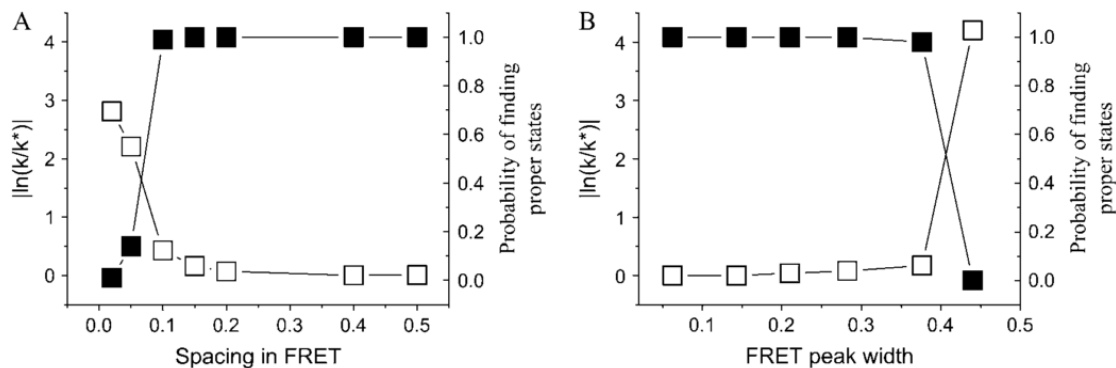 A
B
4
3
2
1
0
|ln(k/k*)|
1.0
0.8
0.6
0.4
0.2
0.0
Probability of finding
proper states
0.0 0.1 0.2 0.3 0.4 0.5
Spacing in FRET
4
3
2
1
0
|ln(k/k*)|
1.0
0.8
0.6
0.4
0.2
0.0
Probability of finding
proper states
0.1 0.2 0.3 0.4 0.5
FRET peak width